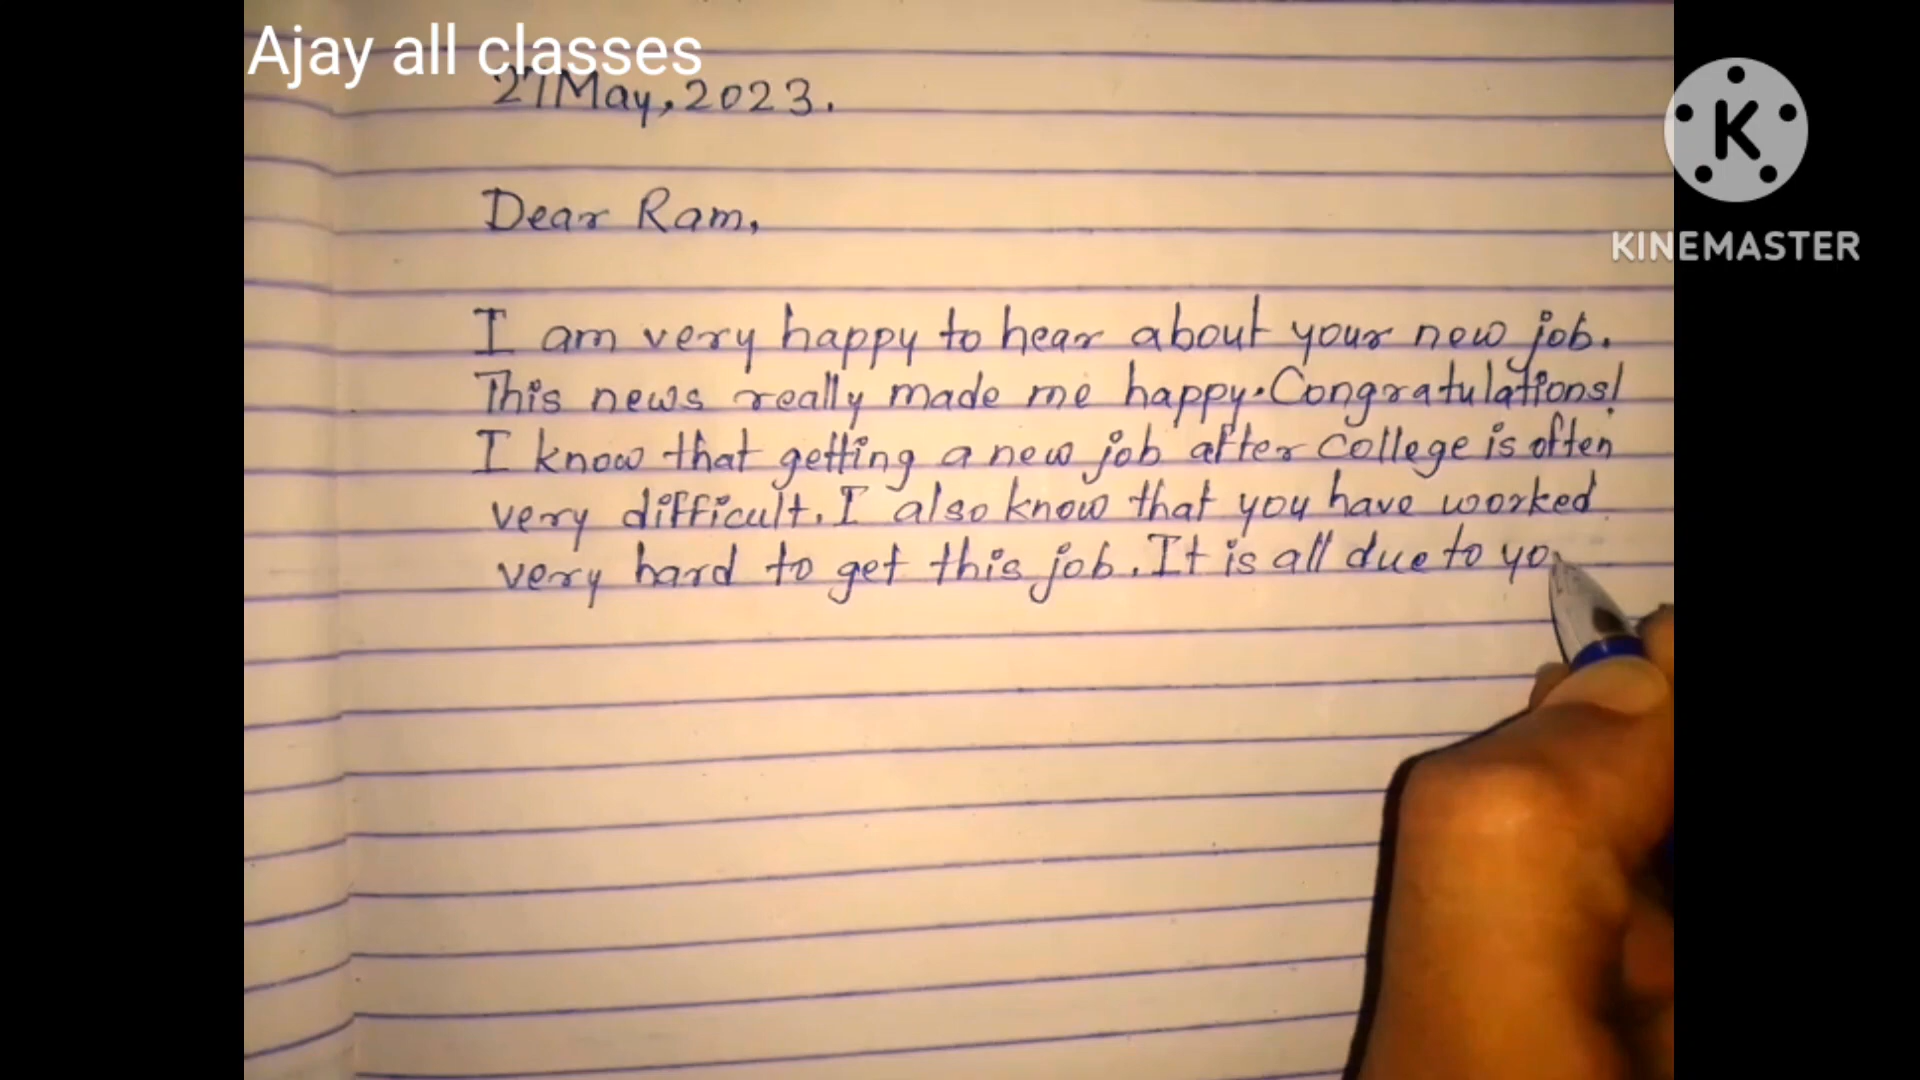 Ajay all classes
27 May, 2023.
K
KINEMASTER
Dear Ram,
I am very happy to hear about your new job.
This news really made me happy. Congratulations!
I know that getting a new job after college is often
very difficult. I also know that you have worked
very hard to get this job. It is all due to yo